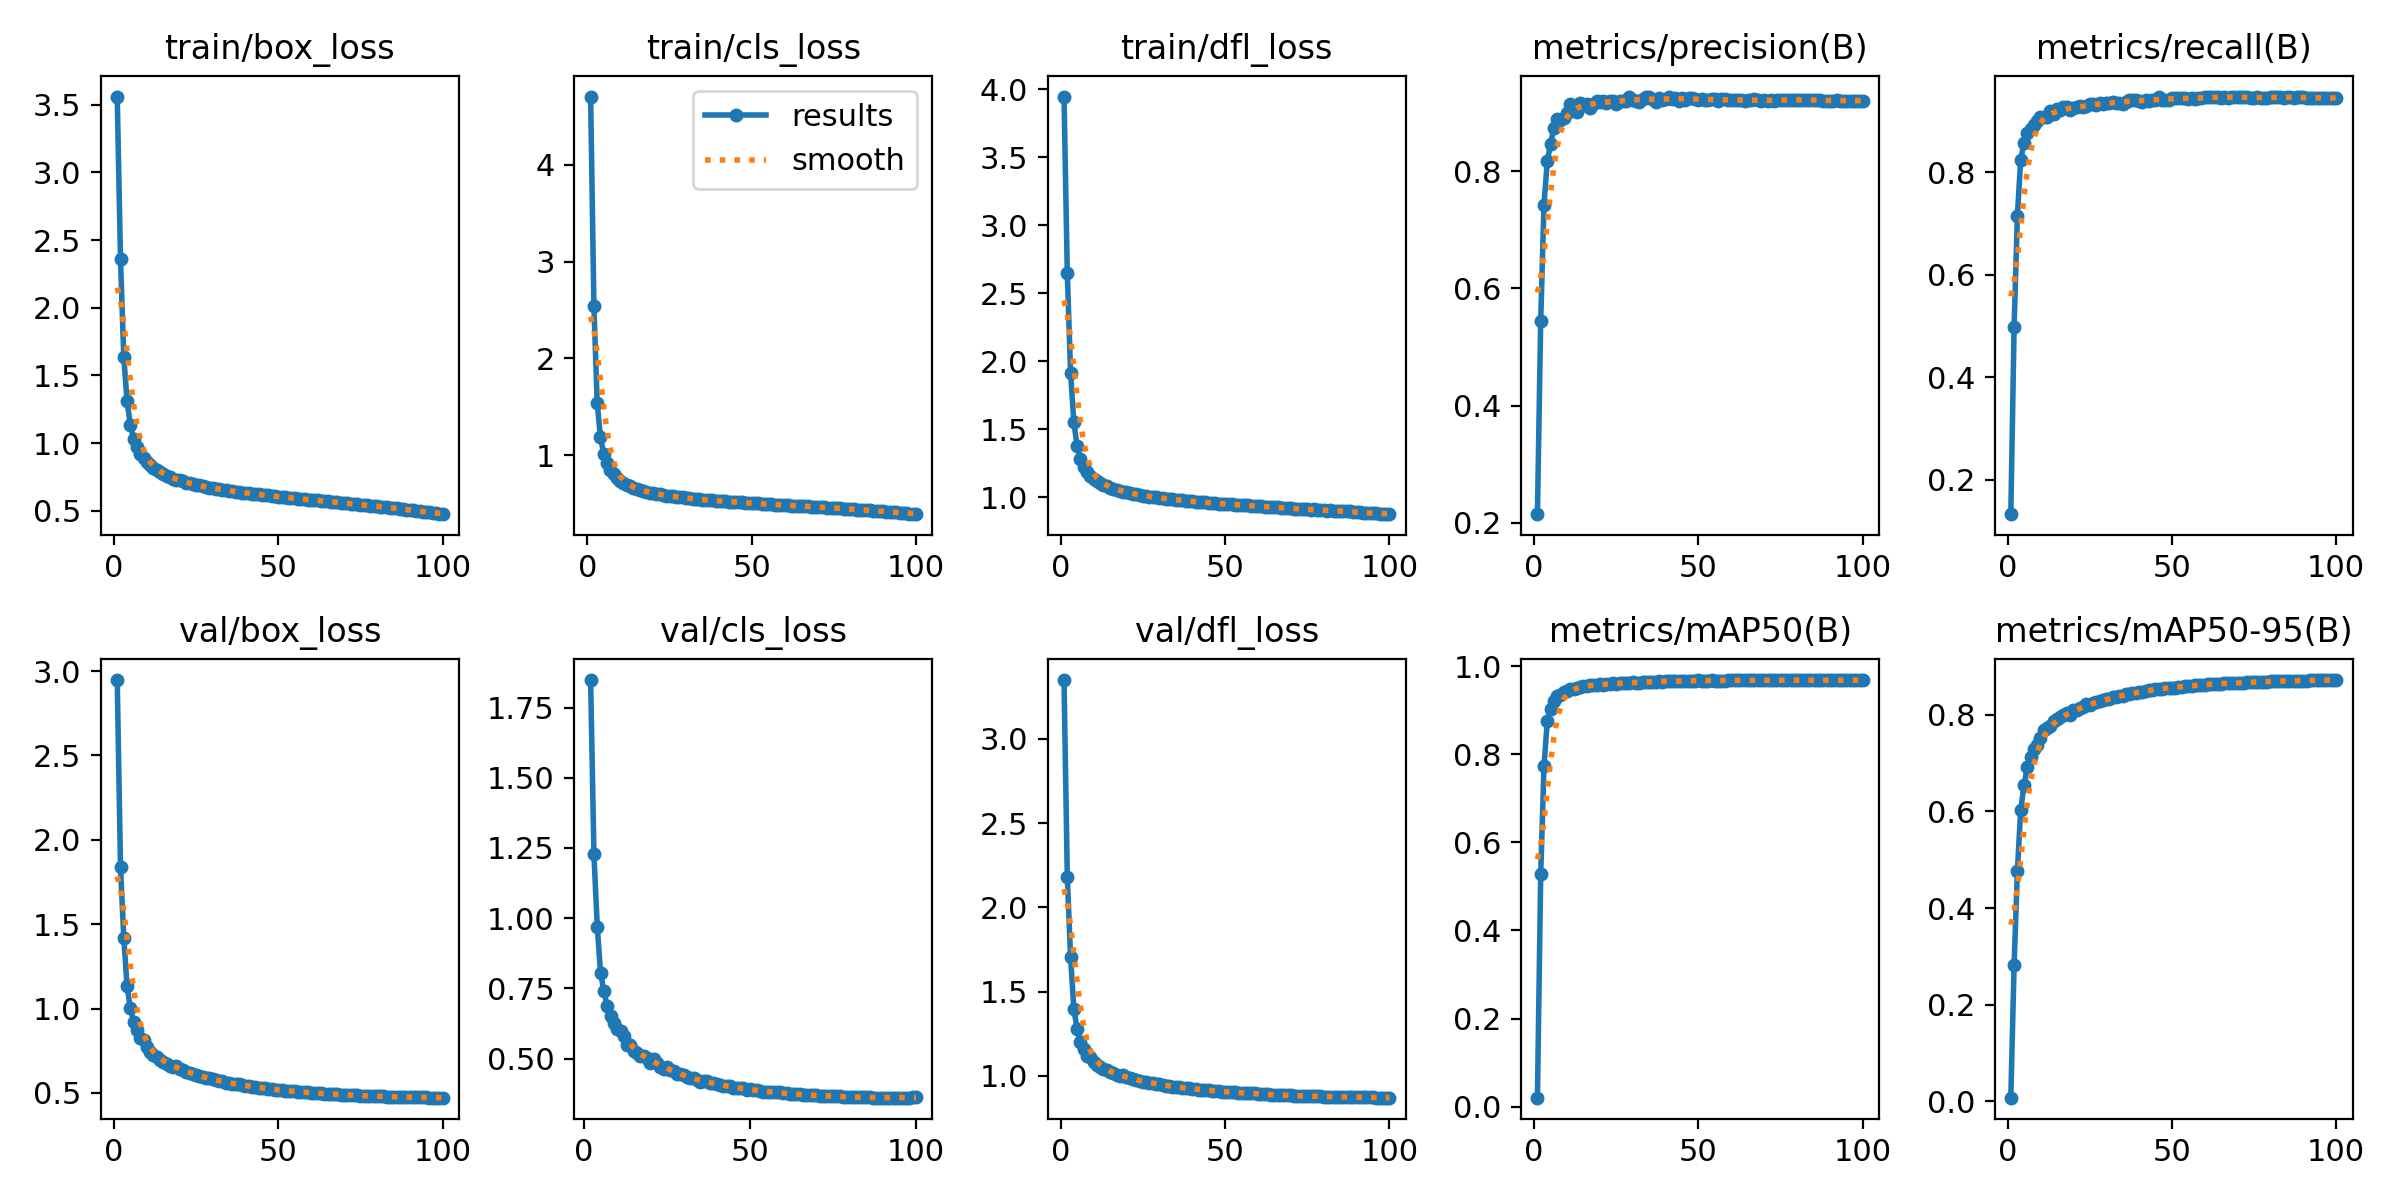 train/box_loss
3.5
3.0
2.5
2.0
1.5
1.0
0.5
0 50 100
train/cls_loss
results
smooth
4
3
2
1
0 50 100
train/dfl_loss
4.0
3.5
3.0
2.5
2.0
1.5
1.0
0 50 100
metrics/precision(B)
0.8
0.6
0.4
0.2
0 50 100
metrics/recall(B)
0.8
0.6
0.4
0.2
0 50 100
val/box_loss
3.0
2.5
2.0
1.5
1.0
0.5
0 50 100
val/cls_loss
1.75
1.50
1.25
1.00
0.75
0.50
0 50 100
val/dfl_loss
3.0
2.5
2.0
1.5
1.0
0 50 100
metrics/mAP50(B)
1.0
0.8
0.6
0.4
0.2
0.0
0 50 100
metrics/mAP50-95(B)
0.8
0.6
0.4
0.2
0.0
0 50 100